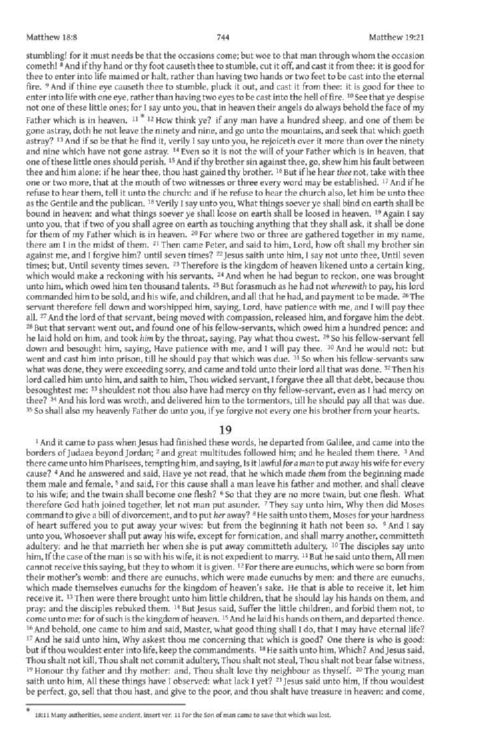 Matthew 18:8 744 Matthew 19:21
stumbling! for it must needs be that the occasions come; but woe to that man through whom the occasion
cometh! 8 And if thy hand or thy foot causeth thee to stumble, cut it off, and cast it from thee: it is good for
thee to enter into life maimed or halt, rather than having two hands or two feet to be cast into the eternal
fire. 9 And if thine eye causeth thee to stumble, pluck it out, and cast it from thee: it is good for thee to
enter into life with one eye, rather than having two eyes to be cast into the hell of fire. 10 See that ye despise
not one of these little ones; for I say unto you, that in heaven their angels do always behold the face of my
Father which is in heaven. 11 * 12 How think ye? if any man have a hundred sheep, and one of them be
gone astray, doth he not leave the ninety and nine, and go unto the mountains, and seek that which goeth
astray? 13 And if so be that he find it, verily I say unto you, he rejoiceth over it more than over the ninety
and nine which have not gone astray. 14 Even so it is not the will of your Father which is in heaven, that
one of these little ones should perish. 15 And if thy brother sin against thee, go, shew him his fault between
thee and him alone: if he hear thee, thou hast gained thy brother. 16 But if he hear thee not, take with thee
one or two more, that at the mouth of two witnesses or three every word may be established. 17 And if he
refuse to hear them, tell it unto the church: and if he refuse to hear the church also, let him be unto thee
as the Gentile and the publican. 18 Verily I say unto you, What things soever ye shall bind on earth shall be
bound in heaven: and what things soever ye shall loose on earth shall be loosed in heaven. 19 Again I say
unto you, that if two of you shall agree on earth as touching anything that they shall ask, it shall be done
for them of my Father which is in heaven. 20 For where two or three are gathered together in my name,
there am I in the midst of them. 21 Then came Peter, and said to him, Lord, how oft shall my brother sin
against me, and I forgive him? until seven times? 22 Jesus saith unto him, I say not unto thee, Until seven
times; but, Until seventy times seven. 23 Therefore is the kingdom of heaven likened unto a certain king,
which would make a reckoning with his servants. 24 And when he had begun to reckon, one was brought
unto him, which owed him ten thousand talents. 25 But forasmuch as he had not wherewith to pay, his lord
commanded him to be sold, and his wife, and children, and all that he had, and payment to be made. 26 The
servant therefore fell down and worshipped him, saying, Lord, have patience with me, and I will pay thee
all. 27 And the lord of that servant, being moved with compassion, released him, and forgave him the debt.
28 But that servant went out, and found one of his fellow-servants, which owed him a hundred pence: and
he laid hold on him, and took him by the throat, saying, Pay what thou owest. 29 So his fellow-servant fell
down and besought him, saying, Have patience with me, and I will pay thee. 30 And he would not: but
went and cast him into prison, till he should pay that which was due. 31 So when his fellow-servants saw
what was done, they were exceeding sorry, and came and told unto their lord all that was done. 32 Then his
lord called him unto him, and saith to him, Thou wicked servant, I forgave thee all that debt, because thou
besoughtest me: 33 shouldest not thou also have had mercy on thy fellow-servant, even as I had mercy on
thee? 34 And his lord was wroth, and delivered him to the tormentors, till he should pay all that was due.
35 So shall also my heavenly Father do unto you, if ye forgive not every one his brother from your hearts.
19
1 And it came to pass when Jesus had finished these words, he departed from Galilee, and came into the
borders of Judaea beyond Jordan; 2 and great multitudes followed him; and he healed them there. 3 And
there came unto him Pharisees, tempting him, and saying, Is it lawful for a man to put away his wife for every
cause? 4 And he answered and said, Have ye not read, that he which made them from the beginning made
them male and female, 5 and said, For this cause shall a man leave his father and mother, and shall cleave
to his wife; and the twain shall become one flesh? 6 So that they are no more twain, but one flesh. What
therefore God hath joined together, let not man put asunder. 7 They say unto him, Why then did Moses
command to give a bill of divorcement, and to put her away? 8 He saith unto them, Moses for your hardness
of heart suffered you to put away your wives: but from the beginning it hath not been so. 9 And I say
unto you, Whosoever shall put away his wife, except for fornication, and shall marry another, committeth
adultery: and he that marrieth her when she is put away committeth adultery. 10 The disciples say unto
him, If the case of the man is so with his wife, it is not expedient to marry. 11 But he said unto them, All men
cannot receive this saying, but they to whom it is given. 12 For there are eunuchs, which were so born from
their mother's womb: and there are eunuchs, which were made eunuchs by men: and there are eunuchs,
which made themselves eunuchs for the kingdom of heaven's sake. He that is able to receive it, let him
receive it. 13 Then were there brought unto him little children, that he should lay his hands on them, and
pray: and the disciples rebuked them. 14 But Jesus said, Suffer the little children, and forbid them not, to
come unto me: for of such is the kingdom of heaven. 15 And he laid his hands on them, and departed thence.
16 And behold, one came to him and said, Master, what good thing shall I do, that I may have eternal life?
17 And he said unto him, Why askest thou me concerning that which is good? One there is who is good:
but if thou wouldest enter into life, keep the commandments. 18 He saith unto him, Which? And Jesus said,
Thou shalt not kill, Thou shalt not commit adultery, Thou shalt not steal, Thou shalt not bear false witness,
19 Honour thy father and thy mother: and, Thou shalt love thy neighbour as thyself. 20 The young man
saith unto him, All these things have I observed: what lack I yet? 21 Jesus said unto him, If thou wouldest
be perfect, go, sell that thou hast, and give to the poor, and thou shalt have treasure in heaven: and come,
* 18:11 Many authorities, some ancient, insert ver. 11 For the Son of man came to save that which was lost.